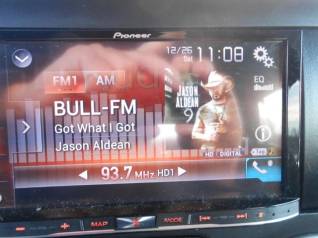 Pioneer
12/26
Sat
11:08
FM1
AM
EQ
BULL-FM
Got What I Got
Jason Aldean
JASON
ALDEAN
9
HD DIGITAL
93.7 MHz HD1
MAP
MODE